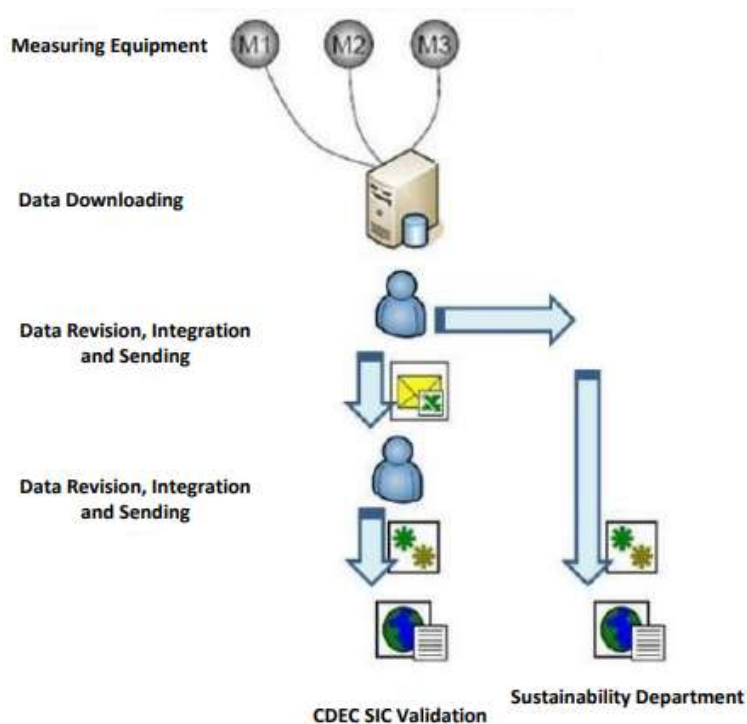 Measuring Equipment
M1
M2
M3
Data Downloading
Data Revision, Integration
and Sending
Data Revision, Integration
and Sending
Sustainability Department
CDEC SIC Validation